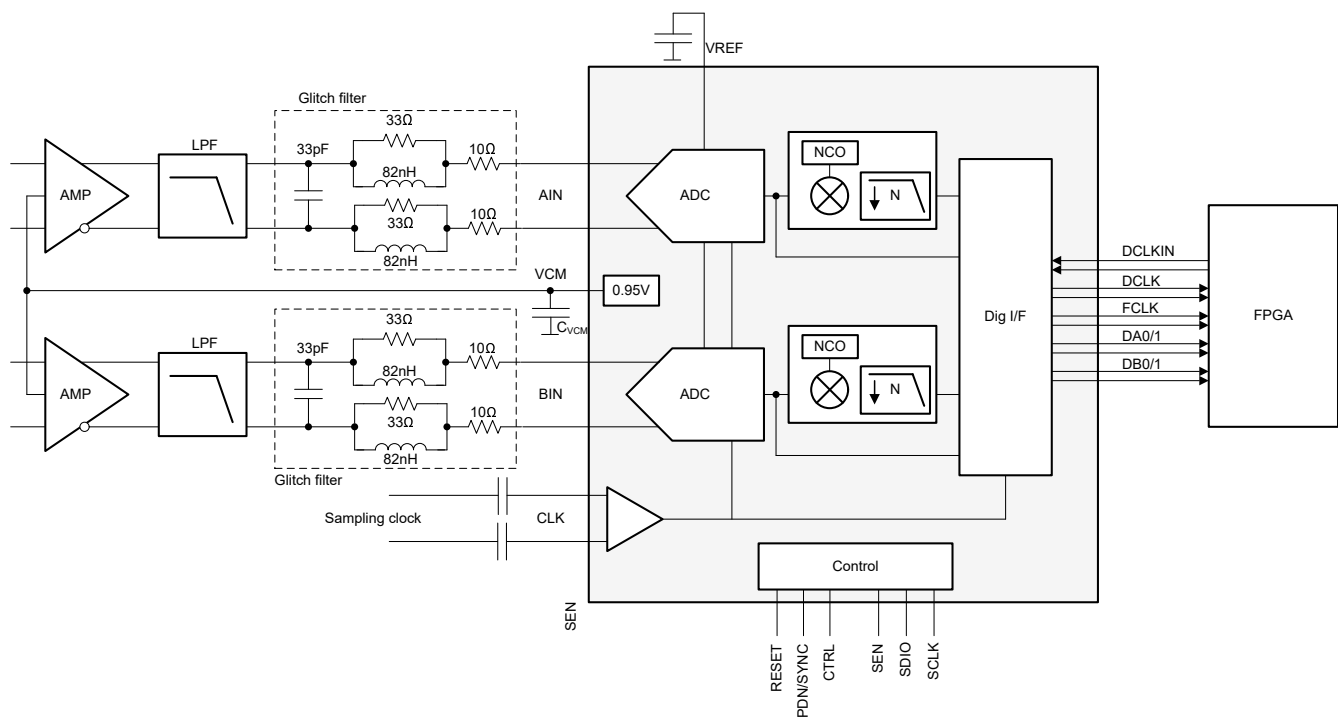 VREF
Glitch filter
33Ω
LPF
33pF
10Ω
82nH
AMP
AIN
ADC
NCO
N
33Ω
10Ω
82nH
VCM
0.95V
CVCM
Dig I/F
DCLKIN
DCLK
FCLK
DA0/1
DB0/1
FPGA
33Ω
LPF
33pF
10Ω
82nH
AMP
BIN
ADC
NCO
N
33Ω
10Ω
82nH
Glitch filter
Sampling clock
CLK
Control
SEN
RESET
PDN/SYNC
CTRL
SEN
SDIO
SCLK